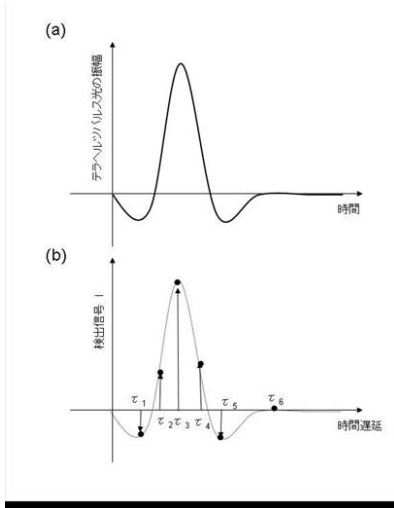 (a)
テラヘルツパルス光の振幅
時間
(b)
検出信号 I
τ1
τ2
τ3
τ4
τ5
τ6
時間遅延